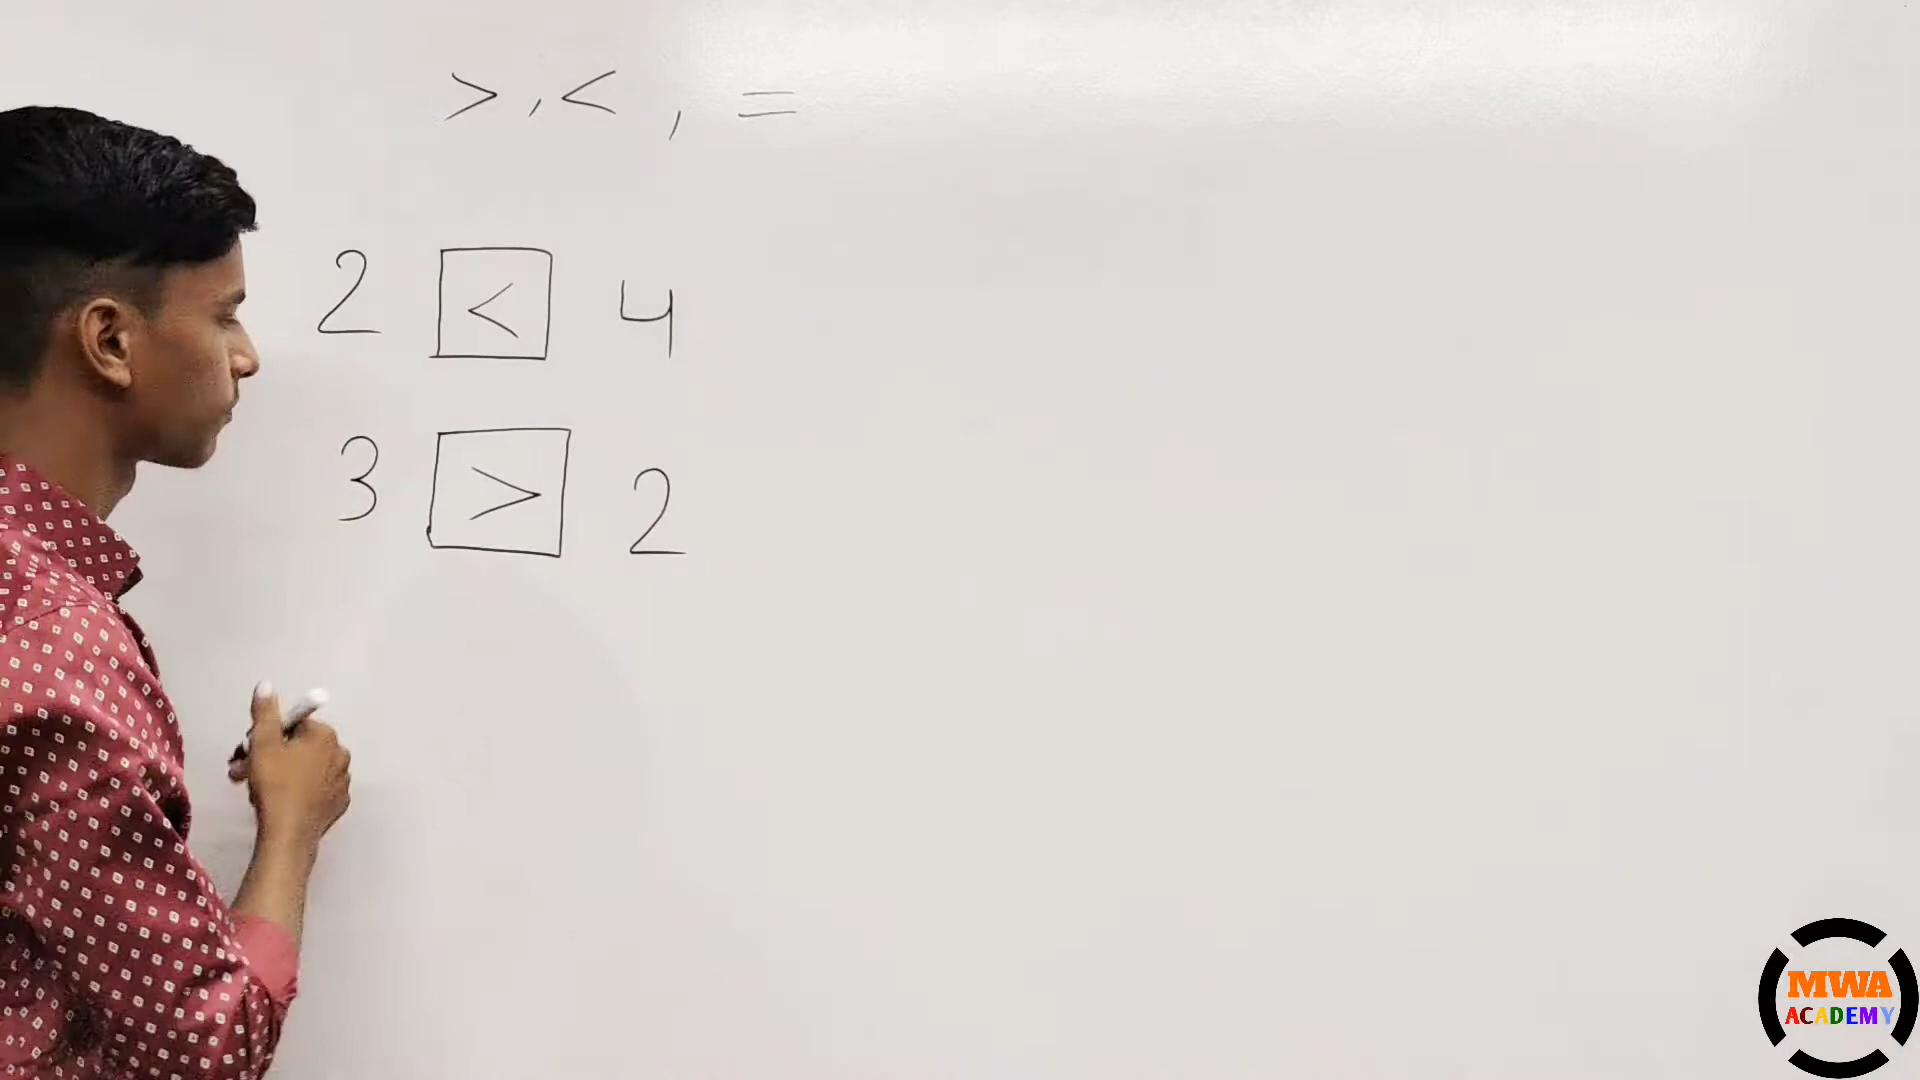 > , < , =
2 < 4
3 > 2
MWA
ACADEMY